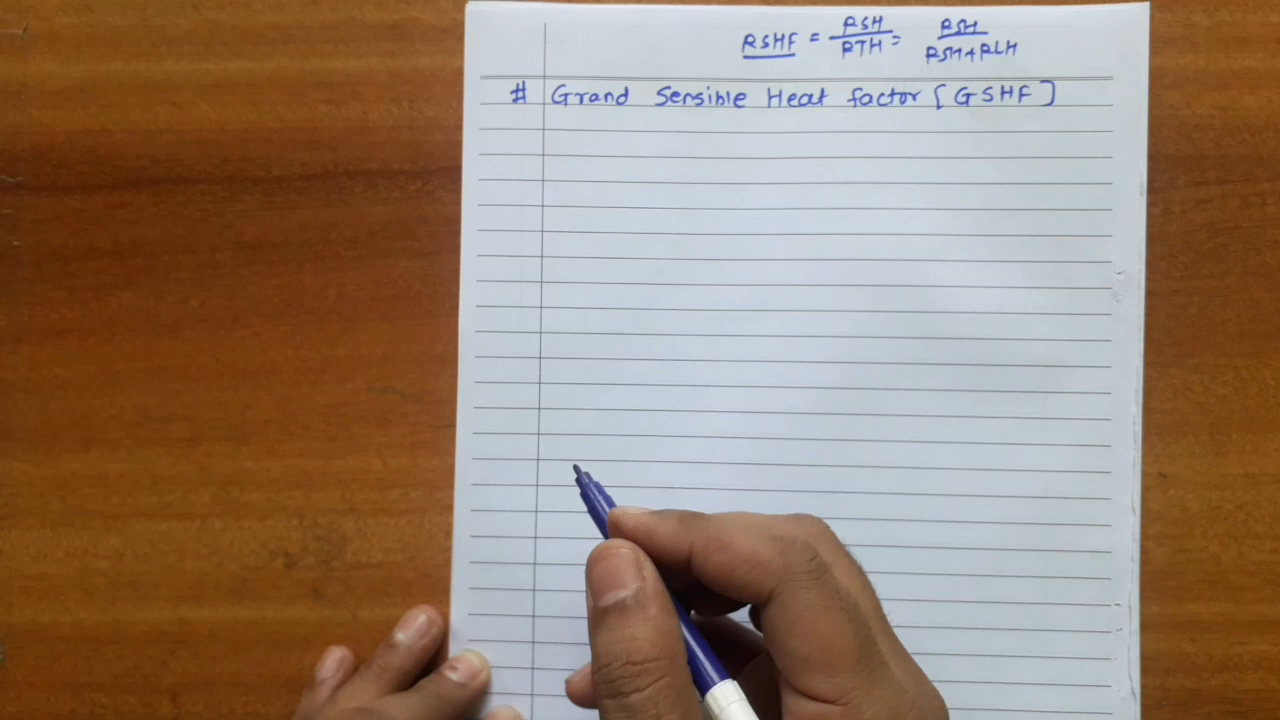 RSHF = RSH / RTH = RSH / RSH+RLH
# Grand Sensible Heat factor [GSHF]